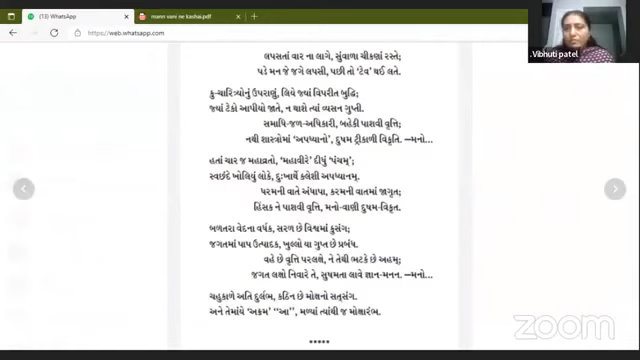 (13) WhatsApp
mann vani ne kashai.pdf
https://web.whatsapp.com
.Vibhuti patel
લપસતાં વાર ના લાગે, સુંવાળા ચીકણાં રસ્તે;
પડે મન જે જગે લપસી, પછી તો ‘ટેવ’ થઈ લતે.
કુ-ચારિત્ર્યોનું ઉપરાણું, લિયે જ્યાં વિપરીત બુદ્ધિ;
જ્યાં ટેકો આપીયો જાતે, ન થાશે ત્યાં વ્યસન ગુપ્તી.
સમાધિ-જળ-અધિકારી, બહેકી પાશવી વૃત્તિ;
નથી શાસ્ત્રોમાં ‘અપધ્યાનો’, દુષમ ટ્રીકાળી વિકૃતિ. —મનો...
હતાં ચાર જ મહાવ્રતો, ‘મહાવીરે’ દીધું ‘પંચમ્’;
સ્વછંદે ખોલિયું લોકે, દુઃખાર્થે કલેશી અપધ્યાનમ્.
ધરમની વાતે અંધાપા, કરમની વાતમાં જાગૃત;
હિંસક ને પાશવી વૃત્તિ, મનો-વાણી દુષમ-વિકૃત.
બળતરા વેદના વર્ધક, સરળ છે વિશ્વમાં કુસંગ;
જગતમાં પાપ ઉત્પાદક, ખુલ્લો યા ગુપ્ત છે પ્રબંધ.
વહે છે વૃત્તિ પરલક્ષે, ને તેથી ભટકે છે અહમ્;
જગત લક્ષો નિવારે તે, સુષમતા લાવે જ્ઞાન-મનન. —મનો...
ચહુકાળે અતિ દુર્લભ, કઠિન છે મોક્ષનો સત્સંગ.
અને તેમાંયે ‘અક્રમ’ “આ”, મળ્યાં ત્યાંથી જ મોક્ષારંભ.
*****
zoom